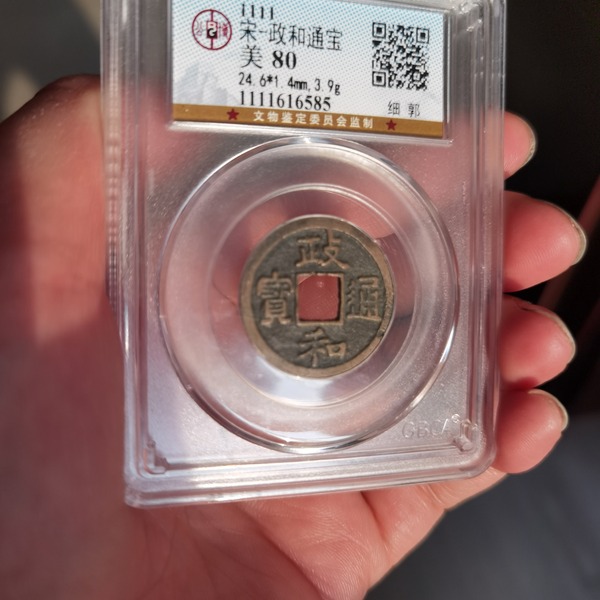 1111
宋-政和通宝
美 80
24.6*1.4mm,3.9g
1111616585
细 郭
文物鉴定委员会监制
政
寶 通
和